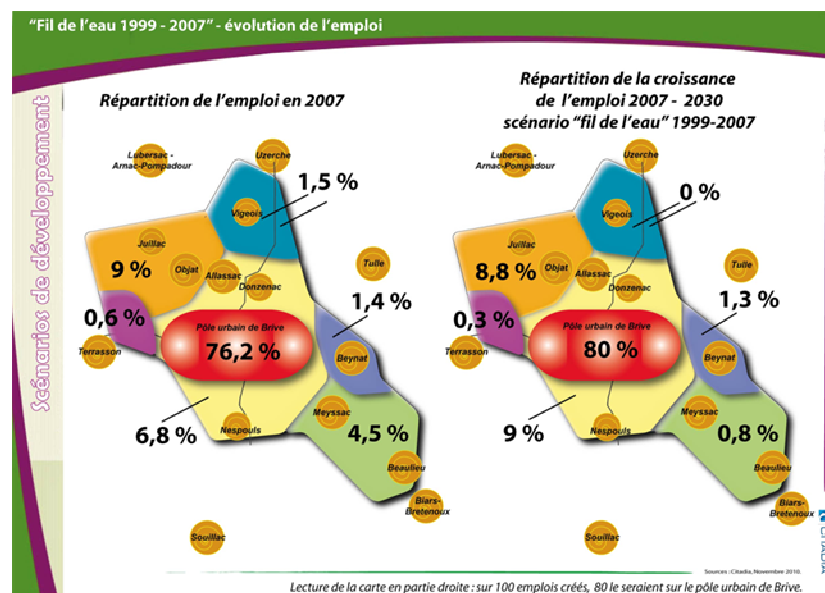 “Fil de l’eau 1999 - 2007” - évolution de l’emploi
Scénarios de développement
Répartition de l’emploi en 2007
Lubersac -
Arnac-Pompadour
Uzerche
1,5 %
Vigeois
Juillac
9 %
Objat
Allassac
Donzenac
Tulle
1,4 %
0,6 %
Terrasson
Pôle urbain de Brive
76,2 %
Beynat
6,8 %
Nespouls
Meyssac
4,5 %
Beaulieu
Biars-
Bretenoux
Souillac
Répartition de la croissance
de l’emploi 2007 - 2030
scénario “fil de l’eau” 1999-2007
Lubersac -
Arnac-Pompadour
Uzerche
0 %
Vigeois
Juillac
8,8 %
Objat
Allassac
Donzenac
Tulle
1,3 %
0,3 %
Terrasson
Pôle urbain de Brive
80 %
Beynat
9 %
Nespouls
Meyssac
0,8 %
Beaulieu
Biars-
Bretenoux
Souillac
Sources : Citadia, Novembre 2010.
Lecture de la carte en partie droite : sur 100 emplois créés, 80 le seraient sur le pôle urbain de Brive.